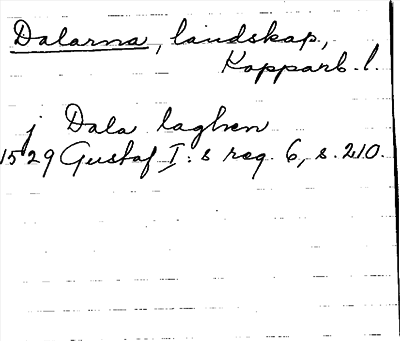 Dalarna, landskap,
Kopparb. l.
j Dala laghen
1529 Gustaf I:s reg. 6, s. 210.